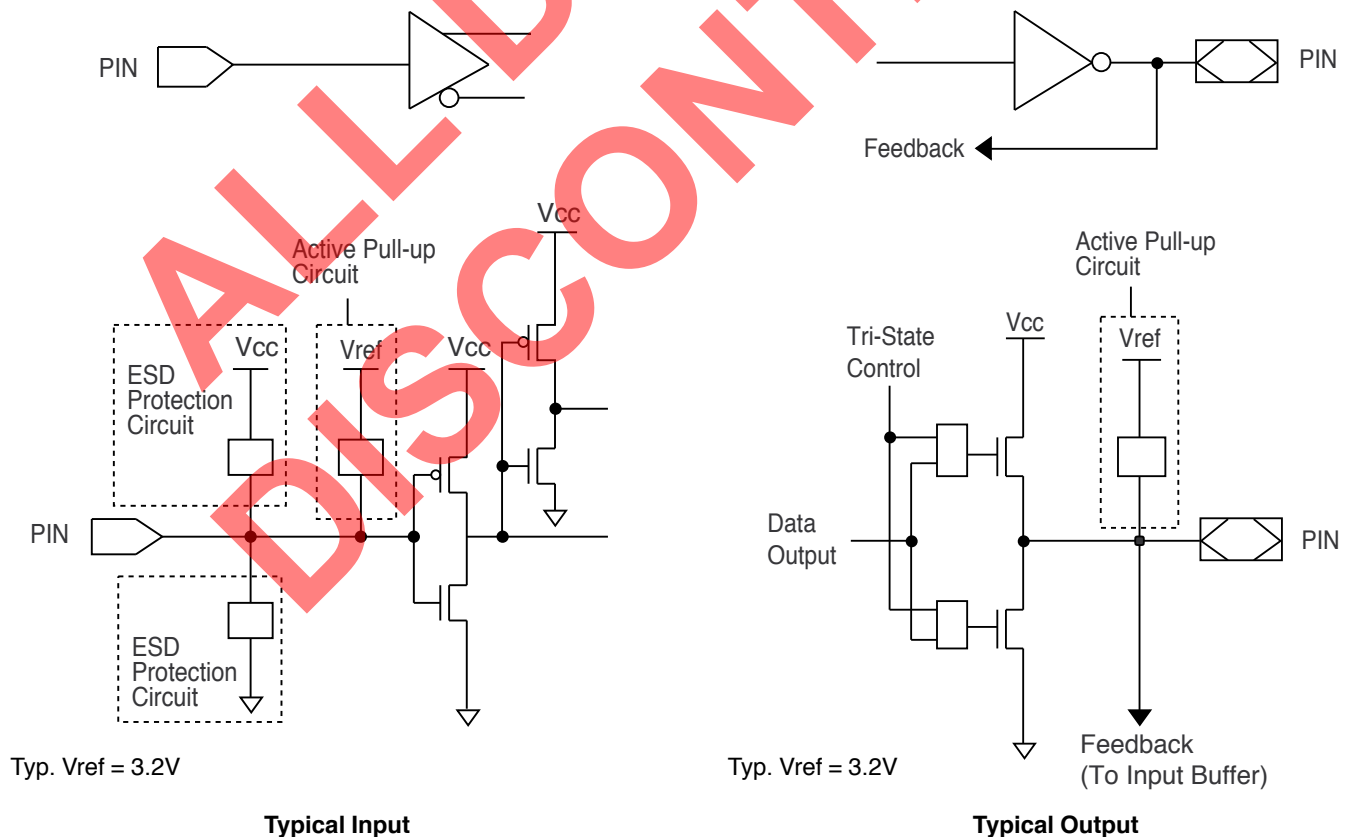 PIN
PIN
Feedback
Vcc
Active Pull-up
Circuit
Vcc
Vref
Vcc
ESD
Protection
Circuit
PIN
ESD
Protection
Circuit
Typ. Vref = 3.2V
Typical Input
Active Pull-up
Circuit
Tri-State
Control
Vcc
Vref
Data
Output
PIN
Feedback
(To Input Buffer)
Typ. Vref = 3.2V
Typical Output
ALL D
DISCONT